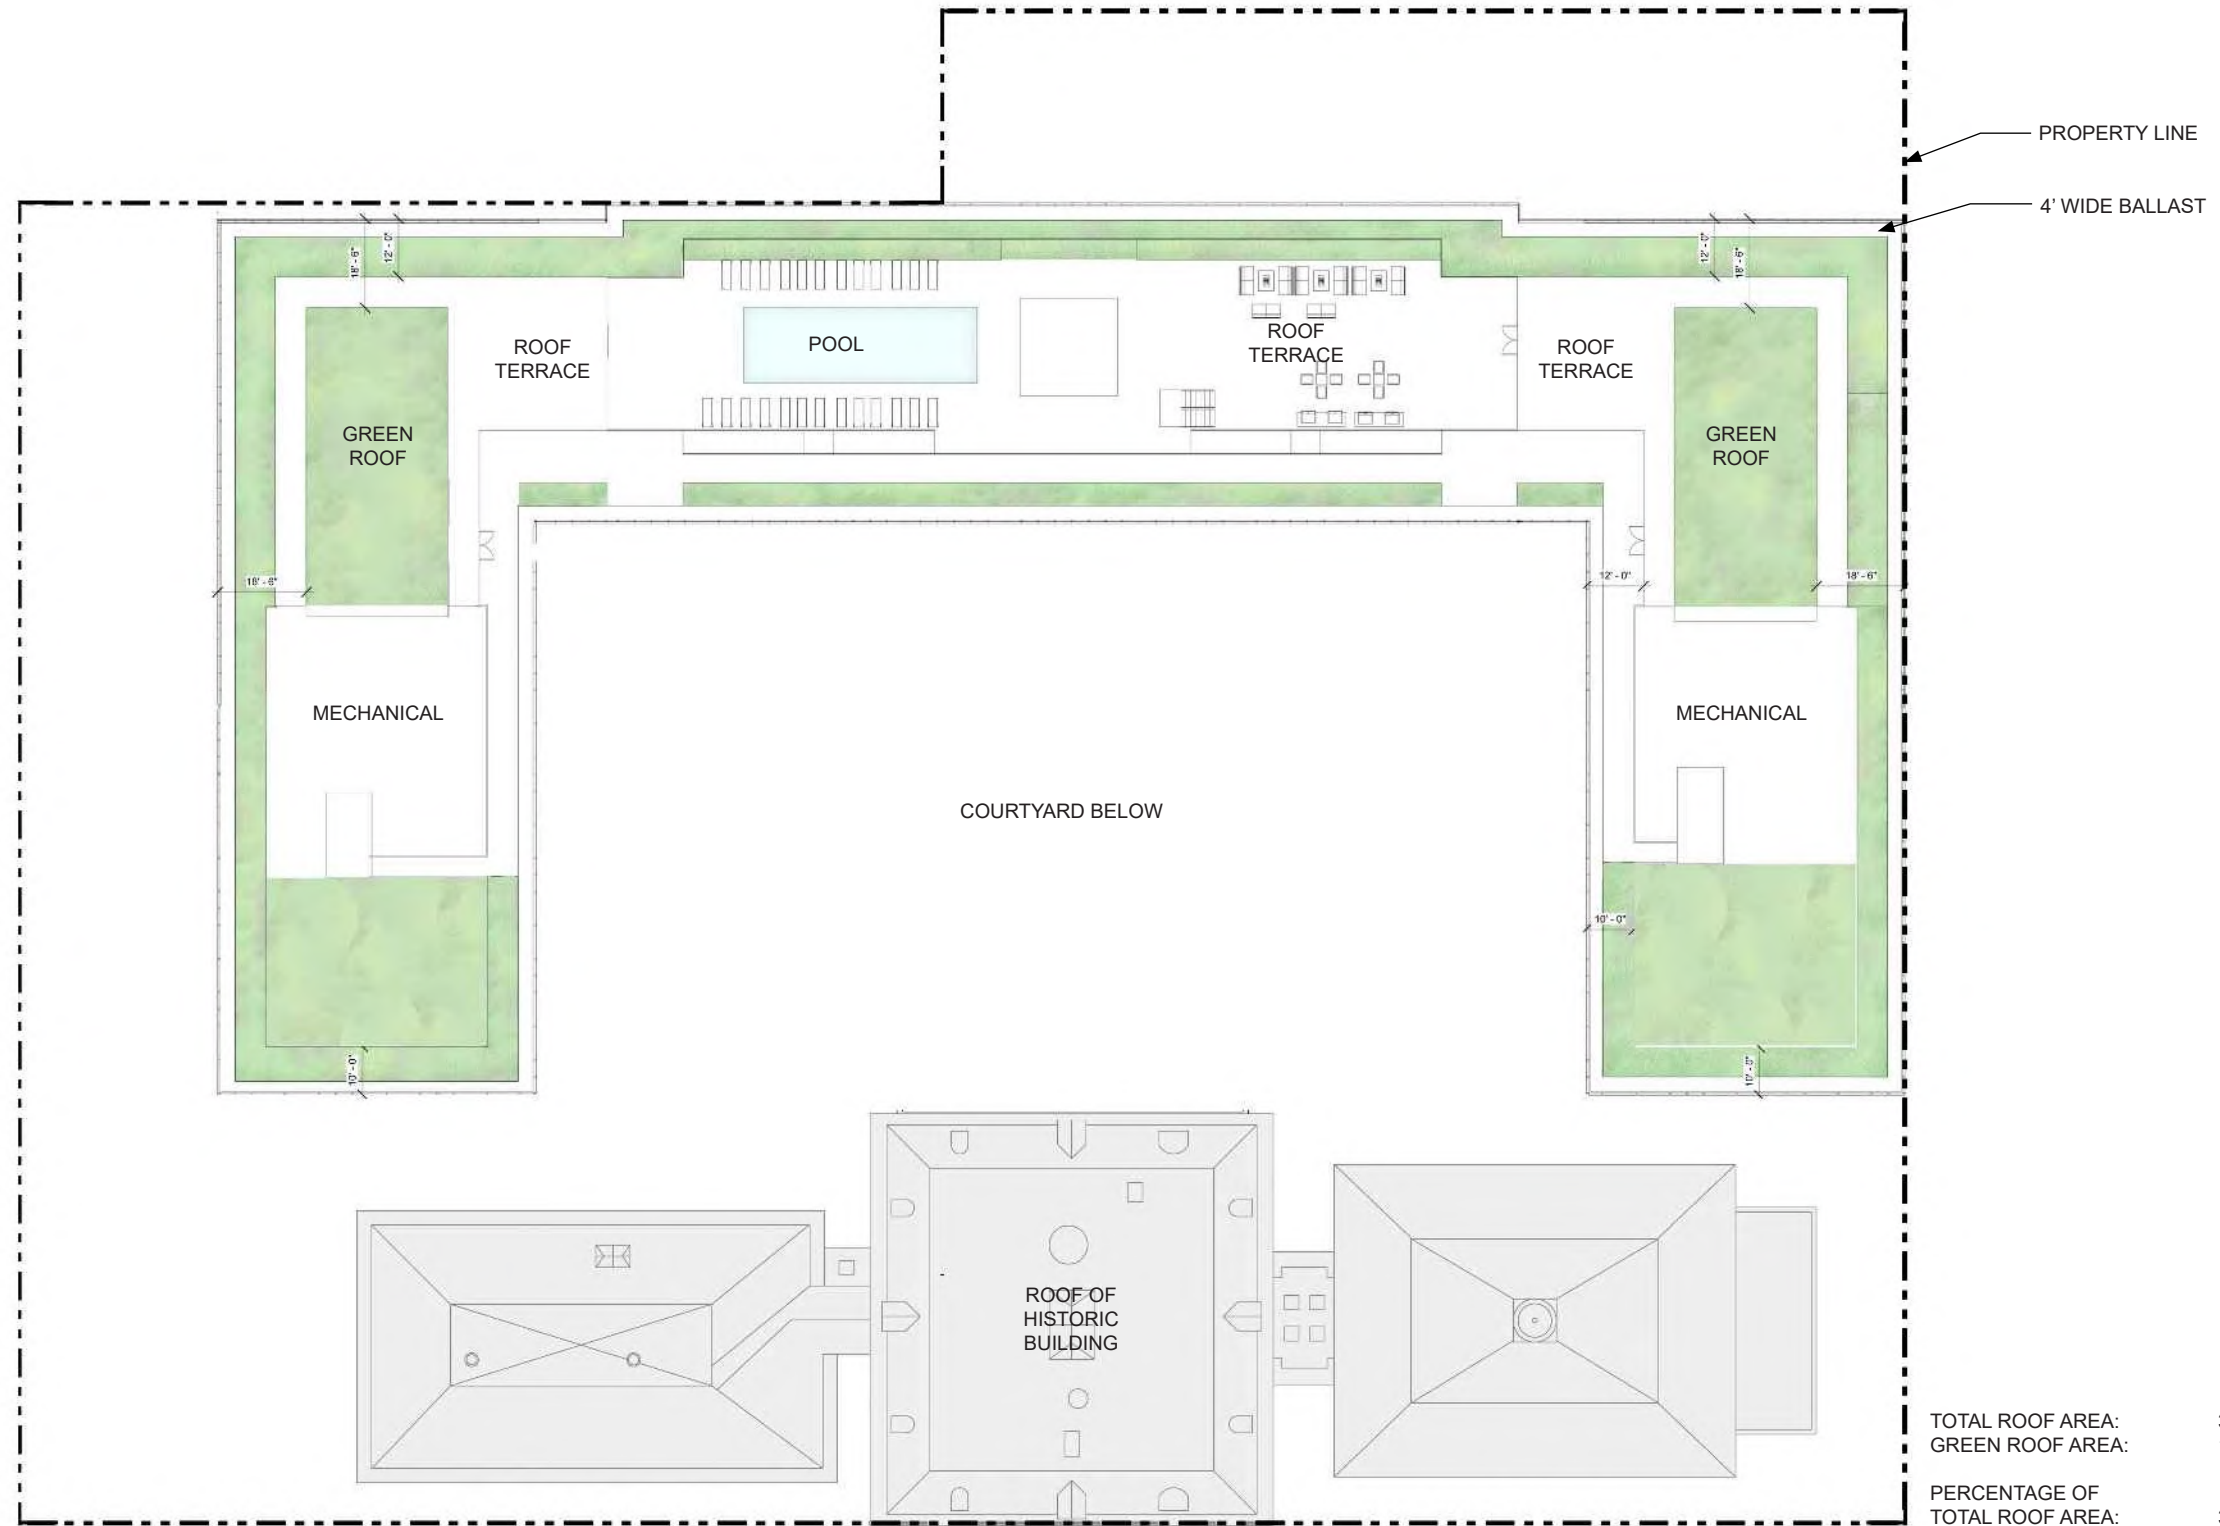 PROPERTY LINE
4' WIDE BALLAST
18' - 6"
12' - 0"
12' - 0"
18' - 6"
ROOF
TERRACE
POOL
ROOF
TERRACE
ROOF
TERRACE
GREEN
ROOF
GREEN
ROOF
18' - 6"
12' - 0"
18' - 6"
MECHANICAL
MECHANICAL
COURTYARD BELOW
10' - 0"
10' - 0"
10' - 0"
ROOF OF
HISTORIC
BUILDING
TOTAL ROOF AREA:
GREEN ROOF AREA:
PERCENTAGE OF
TOTAL ROOF AREA: